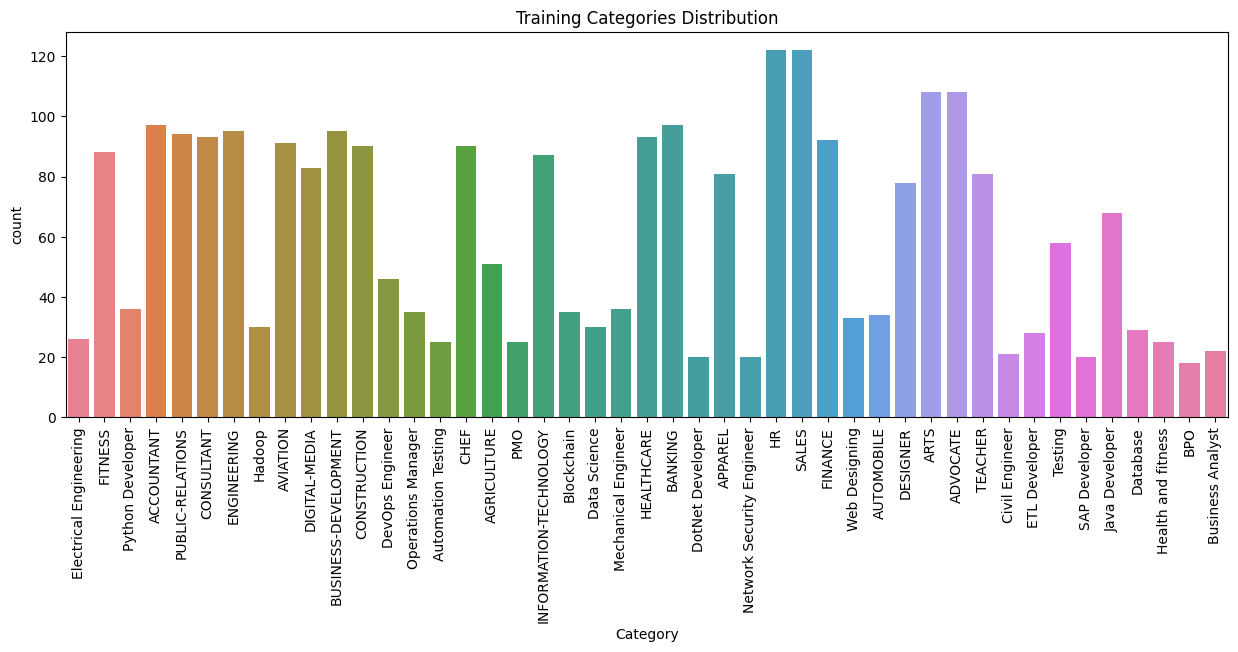 Training Categories Distribution
count
120
100
80
60
40
20
0
Electrical Engineering
FITNESS
Python Developer
ACCOUNTANT
PUBLIC-RELATIONS
CONSULTANT
ENGINEERING
Hadoop
AVIATION
DIGITAL-MEDIA
BUSINESS-DEVELOPMENT
CONSTRUCTION
DevOps Engineer
Operations Manager
Automation Testing
CHEF
AGRICULTURE
PMO
INFORMATION-TECHNOLOGY
Blockchain
Data Science
Mechanical Engineer
HEALTHCARE
BANKING
DotNet Developer
APPAREL
Network Security Engineer
HR
SALES
FINANCE
Web Designing
AUTOMOBILE
DESIGNER
ARTS
ADVOCATE
TEACHER
Civil Engineer
ETL Developer
Testing
SAP Developer
Java Developer
Database
Health and fitness
BPO
Business Analyst
Category